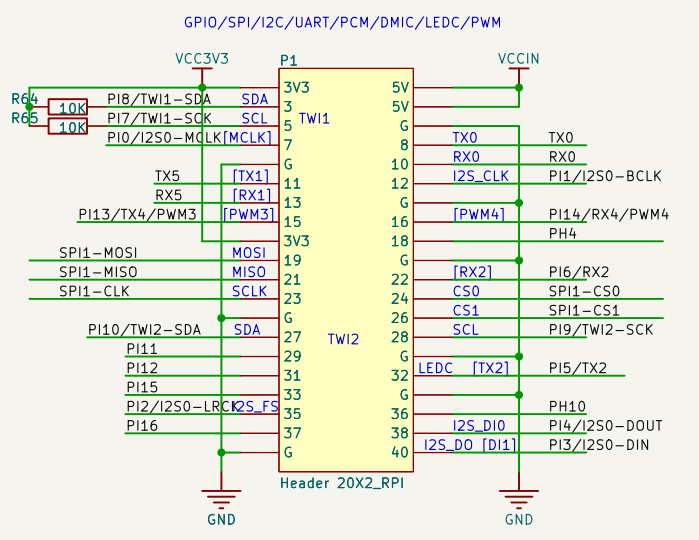 GPIO/SPI/I2C/UART/PCM/DMIC/LEDC/PWM
VCC3V3 P1 VCCIN
3V3 5V
R64 10K PI8/TWI1-SDA SDA 3 5V
R65 10K PI7/TWI1-SCK SCL 5 TWI1 G
PI0/I2S0-MCLK [MCLK] 7 8 TX0 TX0
G 10 RX0 RX0
TX5 [TX1] 11 12 I2S_CLK PI1/I2S0-BCLK
RX5 [RX1] 13 G
PI13/TX4/PWM3 [PWM3] 15 16 [PWM4] PI14/RX4/PWM4
3V3 18 PH4
SPI1-MOSI MOSI 19 G
SPI1-MISO MISO 21 22 [RX2] PI6/RX2
SPI1-CLK SCLK 23 24 CS0 SPI1-CS0
G 26 CS1 SPI1-CS1
PI10/TWI2-SDA SDA 27 TWI2 28 SCL PI9/TWI2-SCK
PI11 29 G
PI12 31 32 LEDC [TX2] PI5/TX2
PI15 33 G
PI2/I2S0-LRCK I2S_FS 35 36 PH10
PI16 37 38 I2S_DI0 PI4/I2S0-DOUT
G 40 I2S_DO [DI1] PI3/I2S0-DIN
Header 20X2_RPI
GND GND